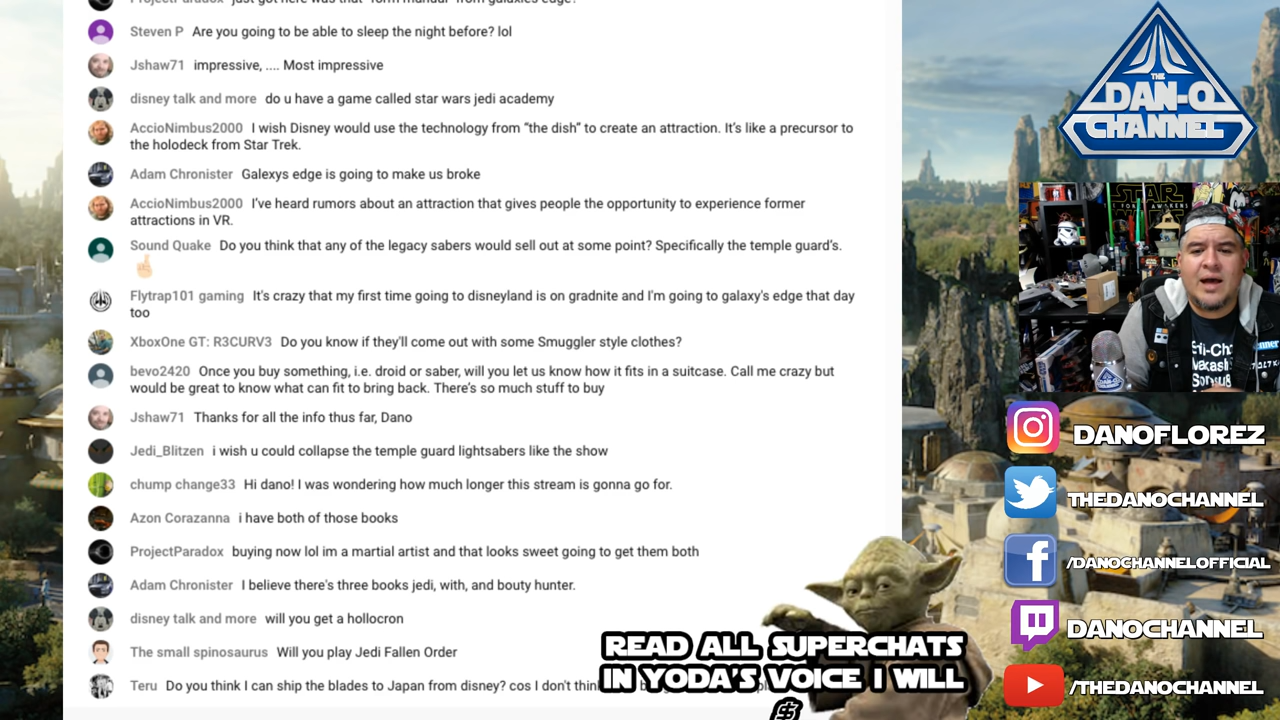 ProjectParadox just got here was that "form manual" from galaxies edge?
Steven P Are you going to be able to sleep the night before? lol
Jshaw71 impressive, .... Most impressive
disney talk and more do u have a game called star wars jedi academy
AccioNimbus2000 I wish Disney would use the technology from “the dish” to create an attraction. It’s like a precursor to
the holodeck from Star Trek.
Adam Chronister Galexys edge is going to make us broke
AccioNimbus2000 I’ve heard rumors about an attraction that gives people the opportunity to experience former
attractions in VR.
Sound Quake Do you think that any of the legacy sabers would sell out at some point? Specifically the temple guard’s.
Flytrap101 gaming It's crazy that my first time going to disneyland is on gradnite and I'm going to galaxy's edge that day
too
XboxOne GT: R3CURV3 Do you know if they'll come out with some Smuggler style clothes?
bevo2420 Once you buy something, i.e. droid or saber, will you let us know how it fits in a suitcase. Call me crazy but
would be great to know what can fit to bring back. There’s so much stuff to buy
Jshaw71 Thanks for all the info thus far, Dano
Jedi_Blitzen i wish u could collapse the temple guard lightsabers like the show
chump change33 Hi dano! I was wondering how much longer this stream is gonna go for.
Azon Corazanna i have both of those books
ProjectParadox buying now lol im a martial artist and that looks sweet going to get them both
Adam Chronister I believe there's three books jedi, with, and bouty hunter.
disney talk and more will you get a hollocron
The small spinosaurus Will you play Jedi Fallen Order
Teru Do you think I can ship the blades to Japan from disney? cos I don't thin
READ ALL SUPERCHATS
IN YODA'S VOICE I WILL
$
THE
DAN-O
CHANNEL
STAR
DANOFLOREZ
THEDANOCHANNEL
/DANOCHANNELOFFICIAL
DANOCHANNEL
/THEDANOCHANNEL